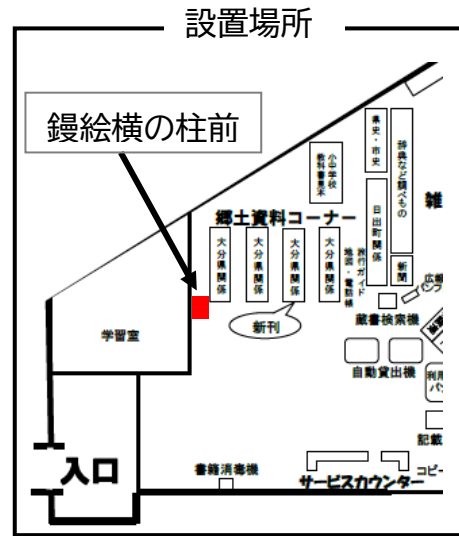 設置場所
鏝絵横の柱前
県史・市史
辞典など調べもの
小中学校
教科書見本
雑
郷土資料コーナー
日出町関係
大分県関係
大分県関係
大分県関係
大分県関係
旅行ガイド
地図・電話帳
新聞
広報
新刊
蔵書検索機
学習室
自動貸出機
利用
記載
入口
書籍消毒機
サービスカウンター
コピー